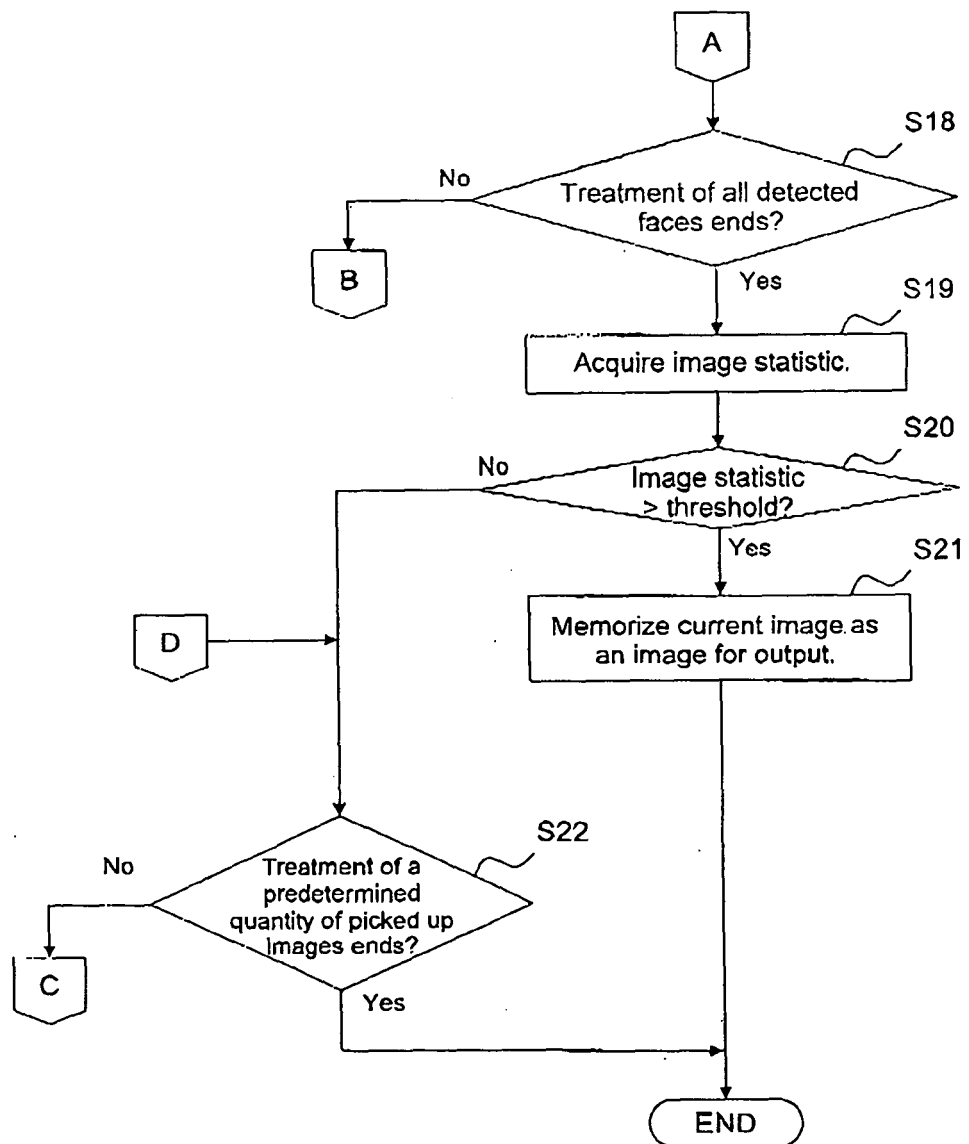 A
S18
No
Treatment of all detected
faces ends?
B
Yes
S19
Acquire image statistic.
S20
No
Image statistic
> threshold?
Yes
S21
D
Memorize current image as
an image for output.
S22
No
Treatment of a
predetermined
quantity of picked up
Images ends?
C
Yes
END